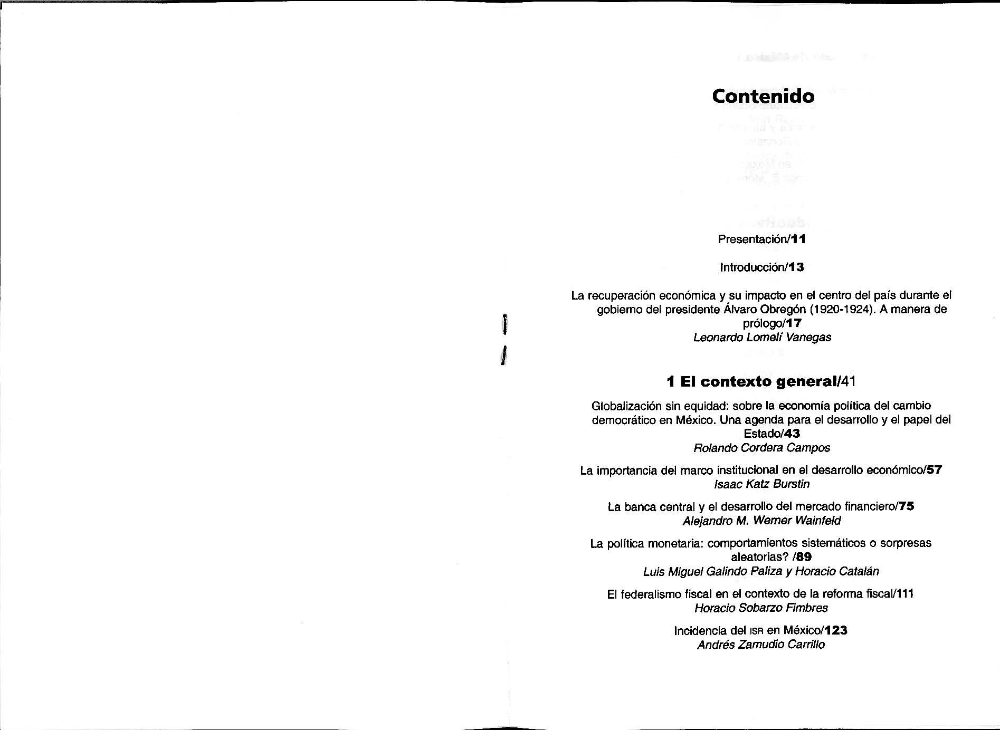 Contenido
Presentación/11
Introducción/13
La recuperación económica y su impacto en el centro del país durante el
gobierno del presidente Álvaro Obregón (1920-1924). A manera de
prólogo/17
Leonardo Lomelí Vanegas
1 El contexto general/41
Globalización sin equidad: sobre la economía política del cambio
democrático en México. Una agenda para el desarrollo y el papel del
Estado/43
Rolando Cordera Campos
La importancia del marco institucional en el desarrollo económico/57
Isaac Katz Burstin
La banca central y el desarrollo del mercado financiero/75
Alejandro M. Werner Wainfeld
La política monetaria: comportamientos sistemáticos o sorpresas
aleatorias? /89
Luis Miguel Galindo Paliza y Horacio Catalán
El federalismo fiscal en el contexto de la reforma fiscal/111
Horacio Sobarzo Fimbres
Incidencia del ISR en México/123
Andrés Zamudio Carrillo